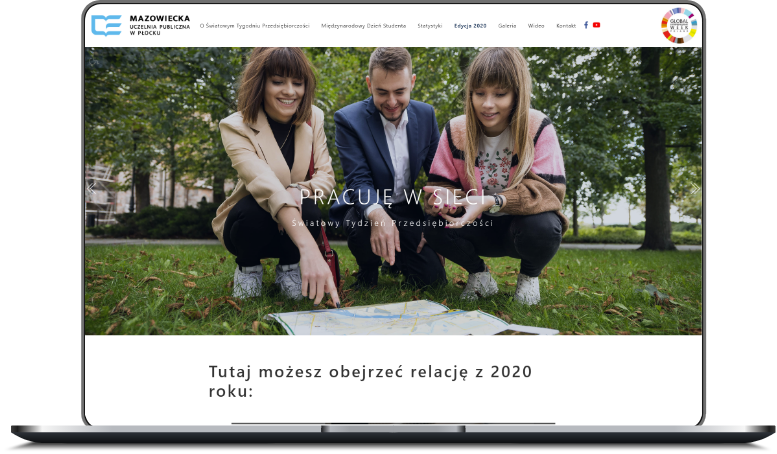 MAZOWIECKA
UCZELNIA PUBLICZNA
W PŁOCKU
O Światowym Tygodniu Przedsiębiorczości Międzynarodowy Dzień Studenta Statystyki Edycja 2020 Galeria Wideo Kontakt
GLOBAL
WEEK
PRACUJĘ W SIECI
Światowy Tydzień Przedsiębiorczości
Tutaj możesz obejrzeć relację z 2020
roku: